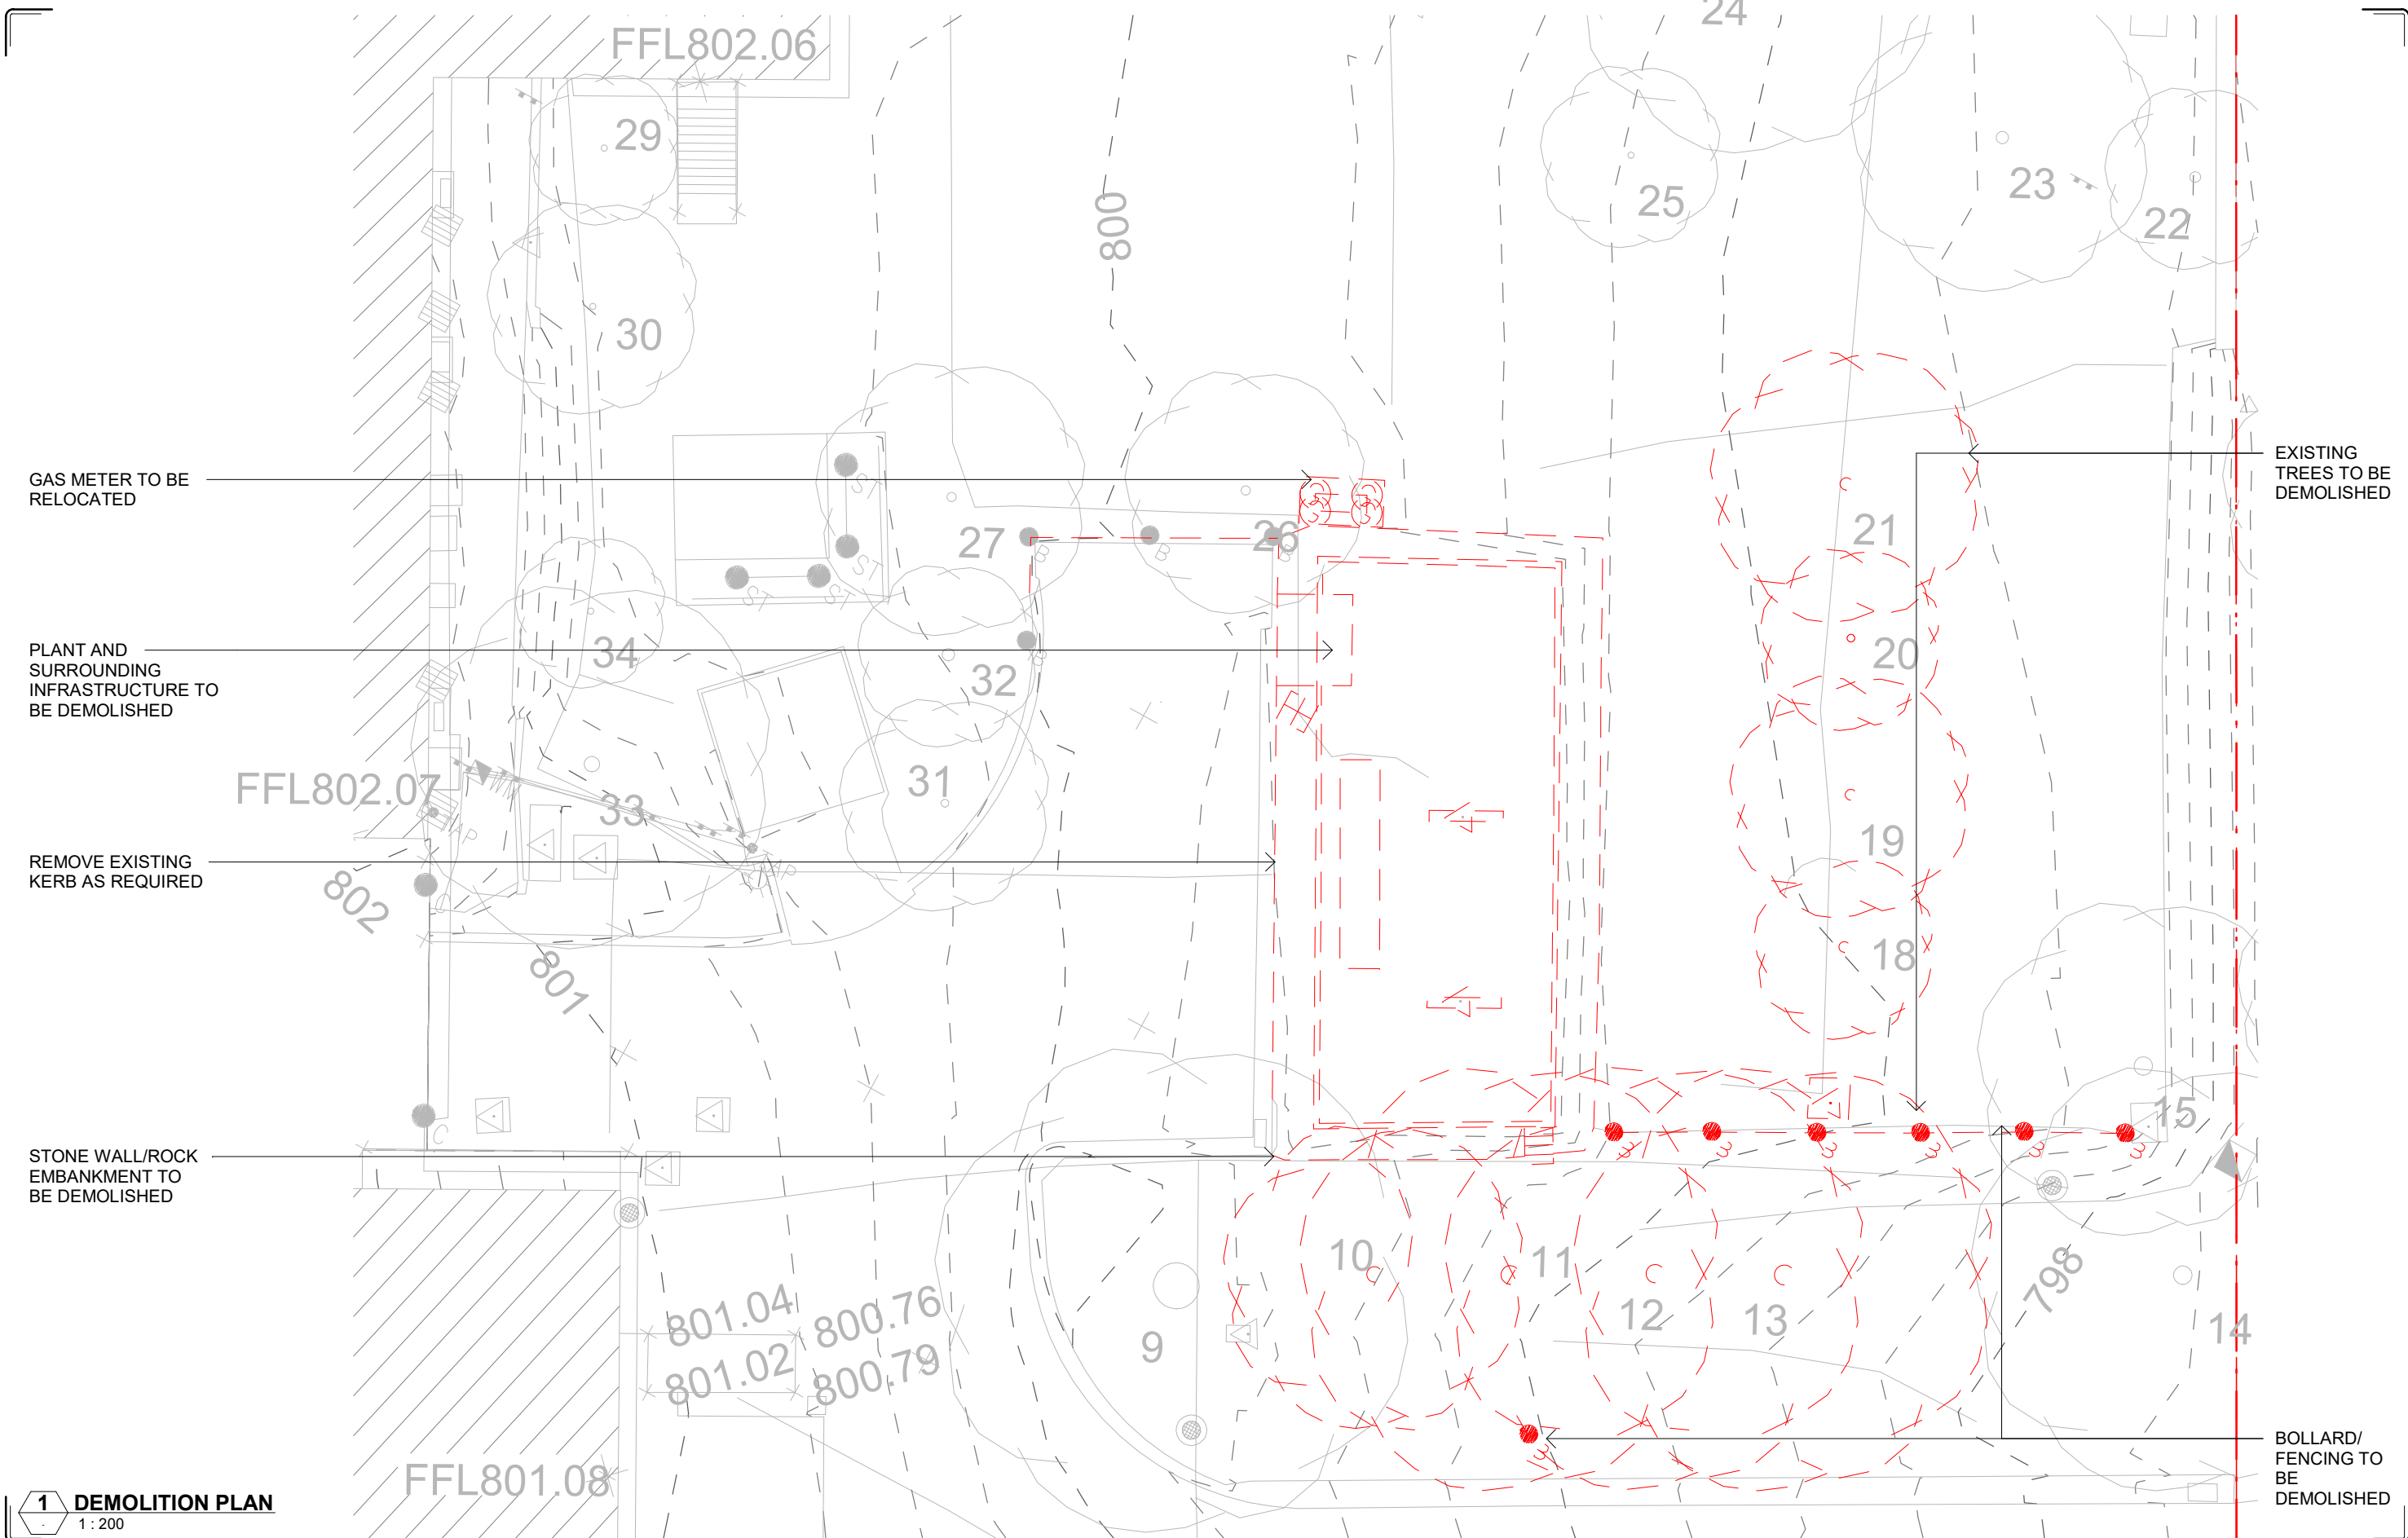 24
FFL802.06
29
25
23
22
800
30
GAS METER TO BE
RELOCATED
EXISTING
TREES TO BE
DEMOLISHED
ST
ST
ST
ST
27
B
B
B
26
21
PLANT AND
SURROUNDING
INFRASTRUCTURE TO
BE DEMOLISHED
34
32
20
FFL802.07
33
31
19
REMOVE EXISTING
KERB AS REQUIRED
802
801
18
STONE WALL/ROCK
EMBANKMENT TO
BE DEMOLISHED
15
10
11
12
13
798
14
9
801.04
800.76
801.02
800.79
FFL801.08
BOLLARD/
FENCING TO
BE
DEMOLISHED
1
DEMOLITION PLAN
1 : 200